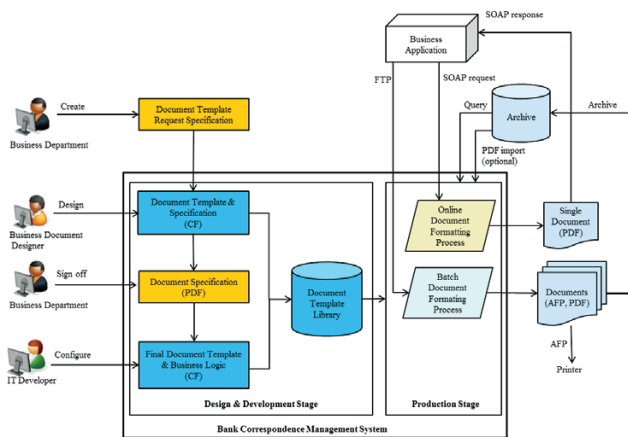 SOAP response
Business
Application
FTP
SOAP request
Create
Document Template
Request Specification
Business Department
Query
Archive
Archive
PDF import
(optional)
Design
Business Document
Designer
Document Template &
Specification
(CF)
Online
Document
Formatting
Process
Single
Document
(PDF)
Sign off
Business Department
Document Specification
(PDF)
Document
Template
Library
Batch
Document
Formating
Process
Documents
(AFP, PDF)
AFP
Printer
Configure
IT Developer
Final Document Template
& Business Logic
(CF)
Design & Development Stage
Production Stage
Bank Correspondence Management System